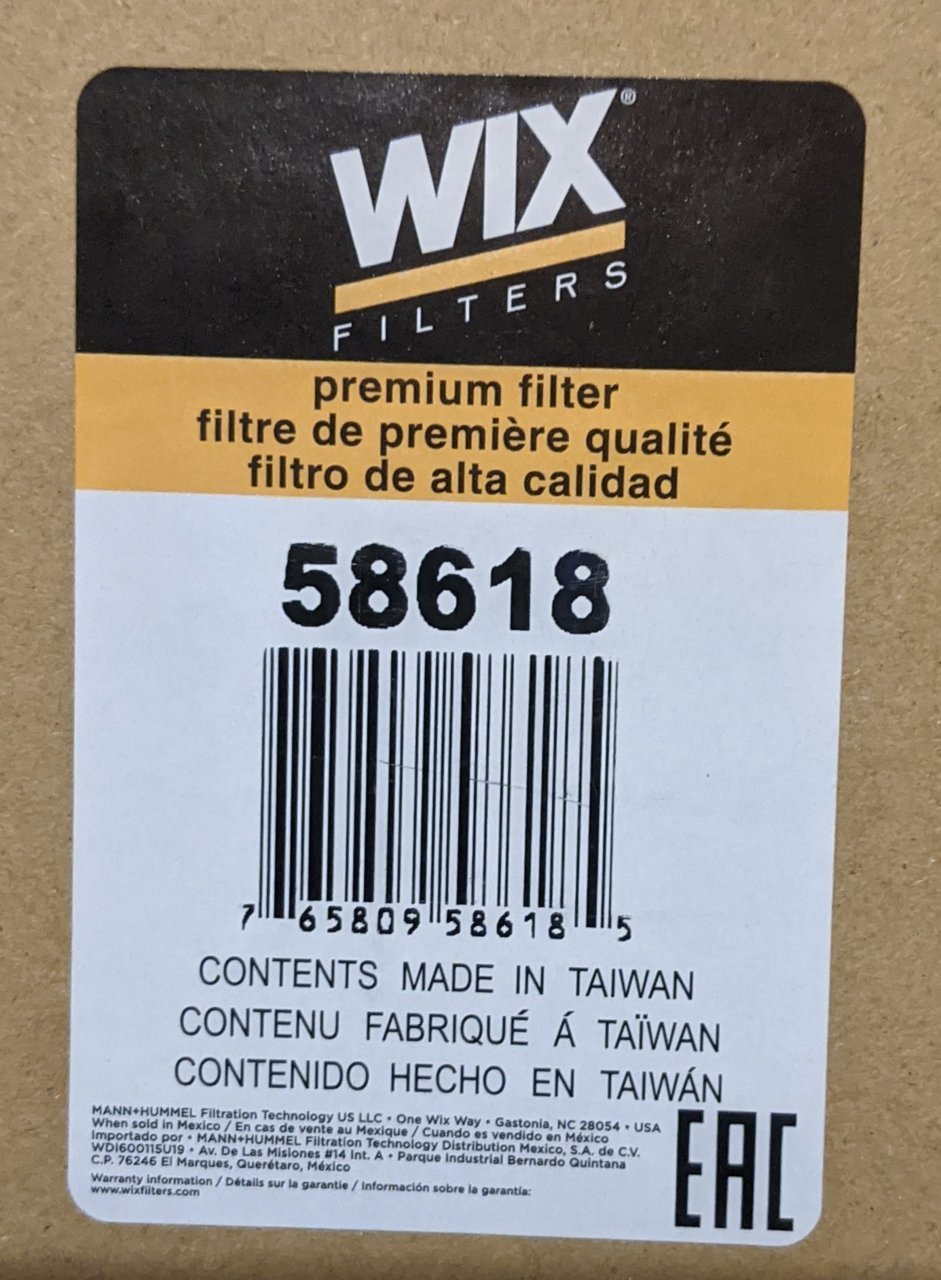 WIX®
FILTERS
premium filter
filtre de première qualité
filtro de alta calidad
58618
7 65809 58618 5
CONTENTS MADE IN TAIWAN
CONTENU FABRIQUÉ Á TAÏWAN
CONTENIDO HECHO EN TAIWÁN
MANN+HUMMEL Filtration Technology US LLC • One Wix Way • Gastonia, NC 28054 • USA
When sold in Mexico / En cas de vente au Mexique / Cuando es vendido en México
Importado por • MANN+HUMMEL Filtration Technology Distribution Mexico, S.A. de C.V.
WDI600115U19 • Av. De Las Misiones #14 Int. A • Parque Industrial Bernardo Quintana
C.P. 76246 El Marques, Querétaro, México
Warranty information / Détails sur la garantie / Información sobre la garantía:
www.wixfilters.com
EAC